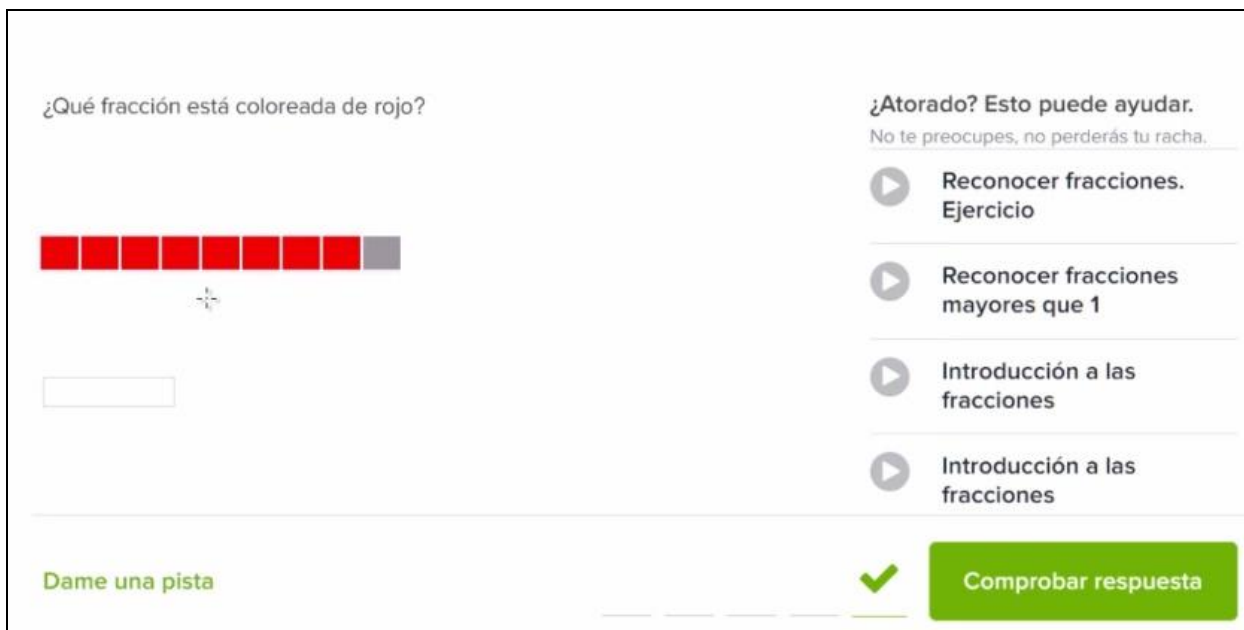 ¿Qué fracción está coloreada de rojo?
¿Atorado? Esto puede ayudar.
No te preocupes, no perderás tu racha.
Reconocer fracciones.
Ejercicio
Reconocer fracciones
mayores que 1
Introducción a las
fracciones
Introducción a las
fracciones
Dame una pista
Comprobar respuesta